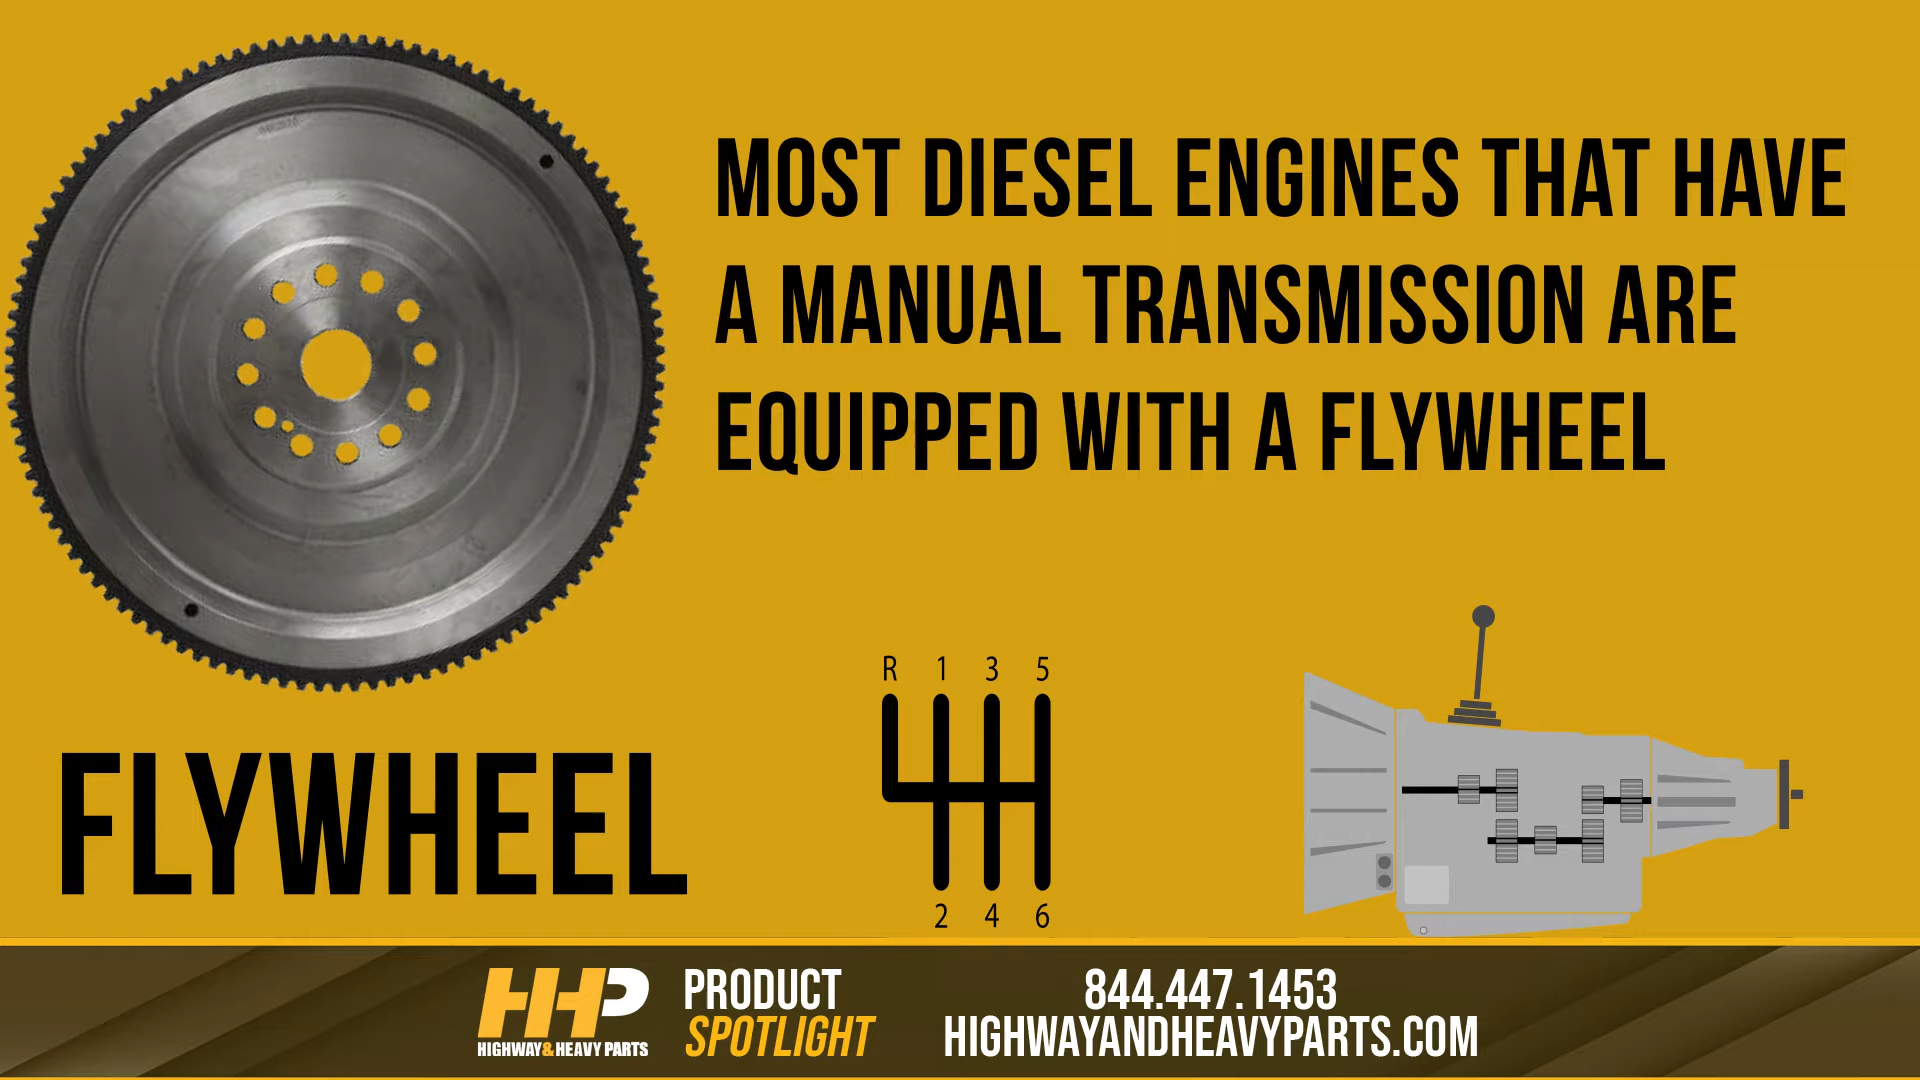 MOST DIESEL ENGINES THAT HAVE
A MANUAL TRANSMISSION ARE
EQUIPPED WITH A FLYWHEEL
R 1 3 5
2 4 6
FLYWHEEL
HHP
HIGHWAY&HEAVY PARTS
PRODUCT
SPOTLIGHT
844.447.1453
HIGHWAYANDHEAVYPARTS.COM